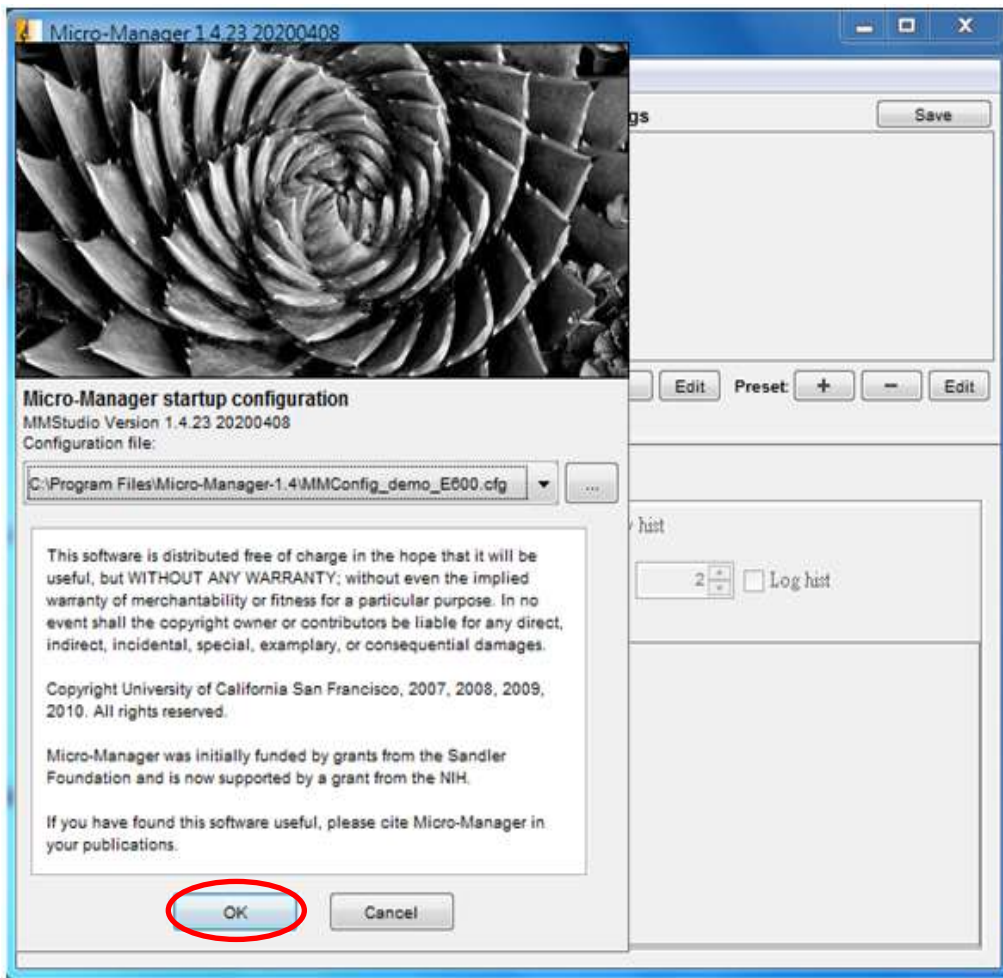 Micro-Manager 1.4.23 20200408
gs
Save
Edit
Preset:
+
-
Edit
Micro-Manager startup configuration
MMStudio Version 1.4.23 20200408
Configuration file:
C:\Program Files\Micro-Manager-1.4\MMConfig_demo_E600.cfg
...
hist
2
Log hist
This software is distributed free of charge in the hope that it will be
useful, but WITHOUT ANY WARRANTY; without even the implied
warranty of merchantability or fitness for a particular purpose. In no
event shall the copyright owner or contributors be liable for any direct,
indirect, incidental, special, examplary, or consequential damages.
Copyright University of California San Francisco, 2007, 2008, 2009,
2010. All rights reserved.
Micro-Manager was initially funded by grants from the Sandler
Foundation and is now supported by a grant from the NIH.
If you have found this software useful, please cite Micro-Manager in
your publications.
OK
Cancel